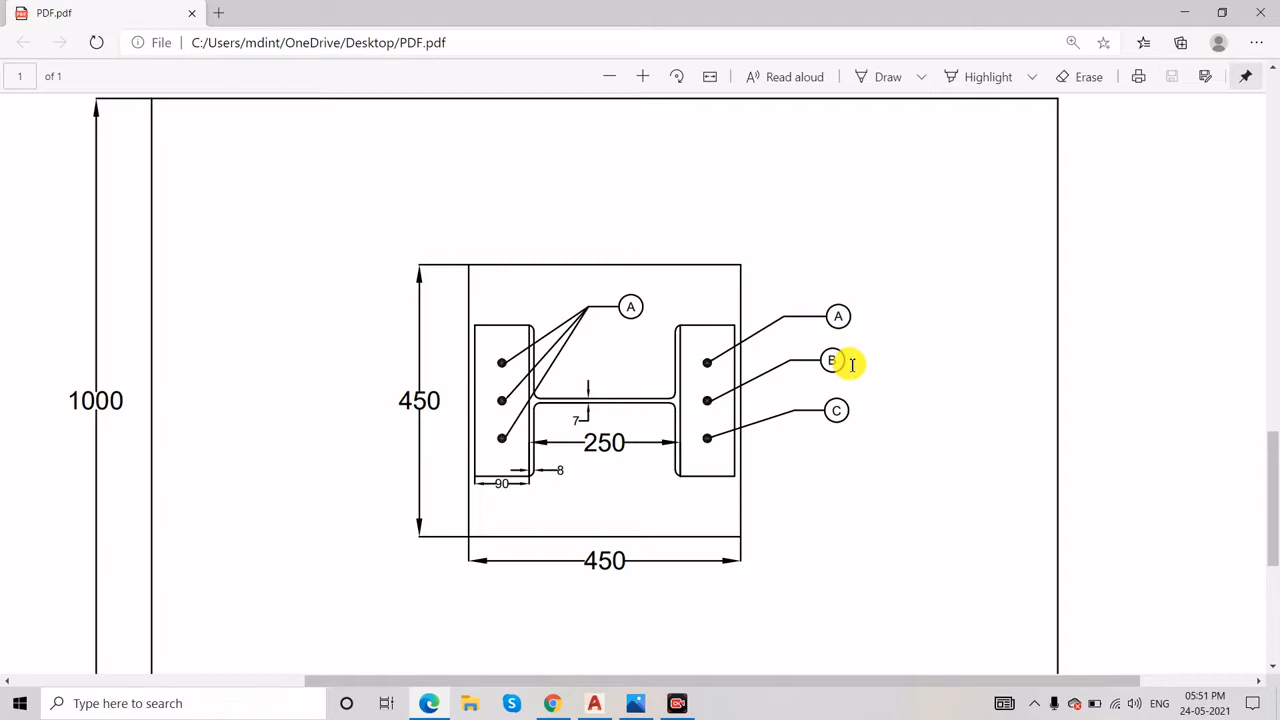 PDF.pdf
File
C:/Users/mdint/OneDrive/Desktop/PDF.pdf
1 of 1
Read aloud
Draw
Highlight
Erase
A
A
B
C
1000
450
7
250
8
90
450
Type here to search
ENG
05:51 PM
24-05-2021